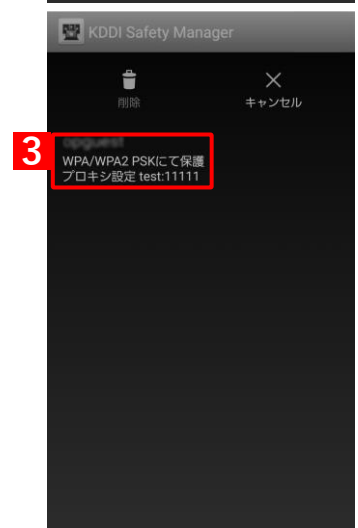 KDDI Safety Manager
削除
キャンセル
3
opguest
WPA/WPA2 PSKにて保護
プロキシ設定 test:11111